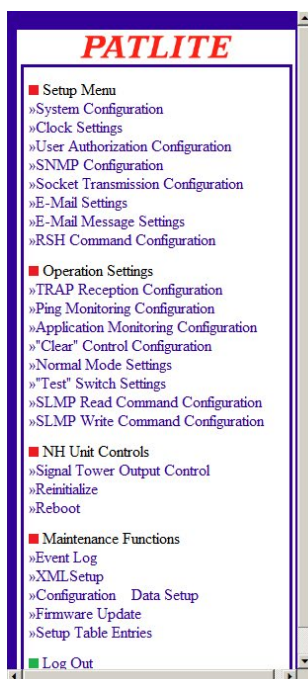 PATLITE
Setup Menu
»System Configuration
»Clock Settings
»User Authorization Configuration
»SNMP Configuration
»Socket Transmission Configuration
»E-Mail Settings
»E-Mail Message Settings
»RSH Command Configuration
Operation Settings
»TRAP Reception Configuration
»Ping Monitoring Configuration
»Application Monitoring Configuration
»"Clear" Control Configuration
»Normal Mode Settings
»"Test" Switch Settings
»SLMP Read Command Configuration
»SLMP Write Command Configuration
NH Unit Controls
»Signal Tower Output Control
»Reinitialize
»Reboot
Maintenance Functions
»Event Log
»XMLSetup
»Configuration Data Setup
»Firmware Update
»Setup Table Entries
Log Out